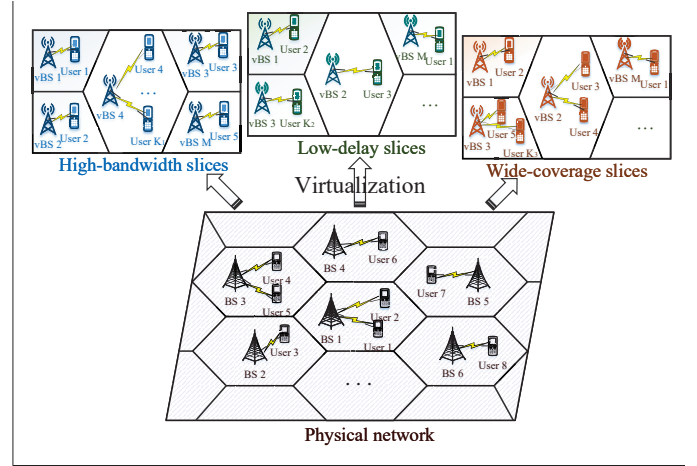 vBS 1
User 1
User 4
vBS 3
User 3
vBS 2
User 2
vBS 4
...
User K1
vBS M
User 5
High-bandwidth slices
vBS 1
User 2
vBS M
User 1
vBS 2
User 3
vBS 3
User K2
...
Low-delay slices
vBS 1
User 2
User 3
vBS M
User 1
vBS 2
User 4
vBS 3
User 5
User K3
...
Wide-coverage slices
Virtualization
BS 4
User 6
BS 3
User 4
User 5
User 7
BS 5
BS 1
User 2
User 1
BS 2
User 3
BS 6
User 8
...
Physical network